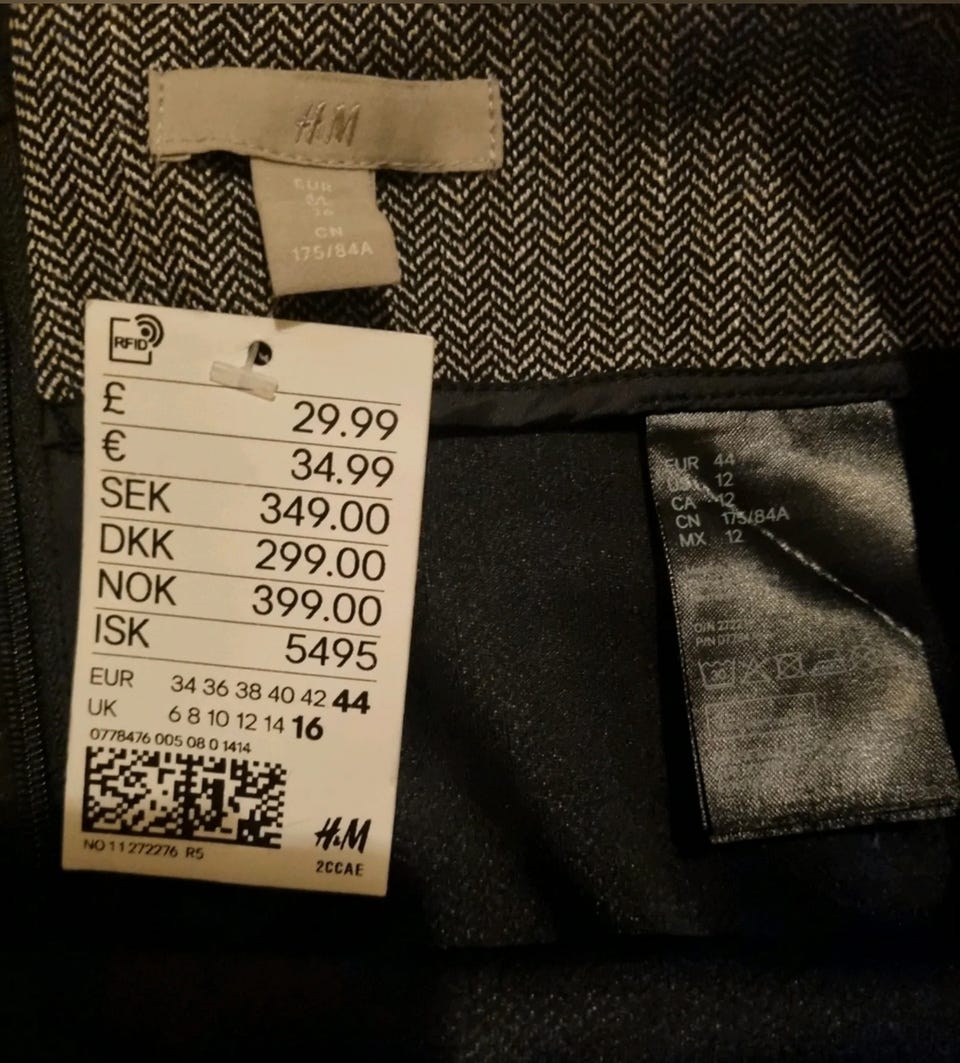 H&M
EUR
CN
175/84A
RFID
£ 29.99
€ 34.99
SEK 349.00
DKK 299.00
NOK 399.00
ISK 5495
EUR 34 36 38 40 42 44
UK 6 8 10 12 14 16
0778476 005 08 0 1414
NO 11 272276 R5
H&M
2CCAE
EUR 44
US 12
CA 12
CN 175/84A
MX 12